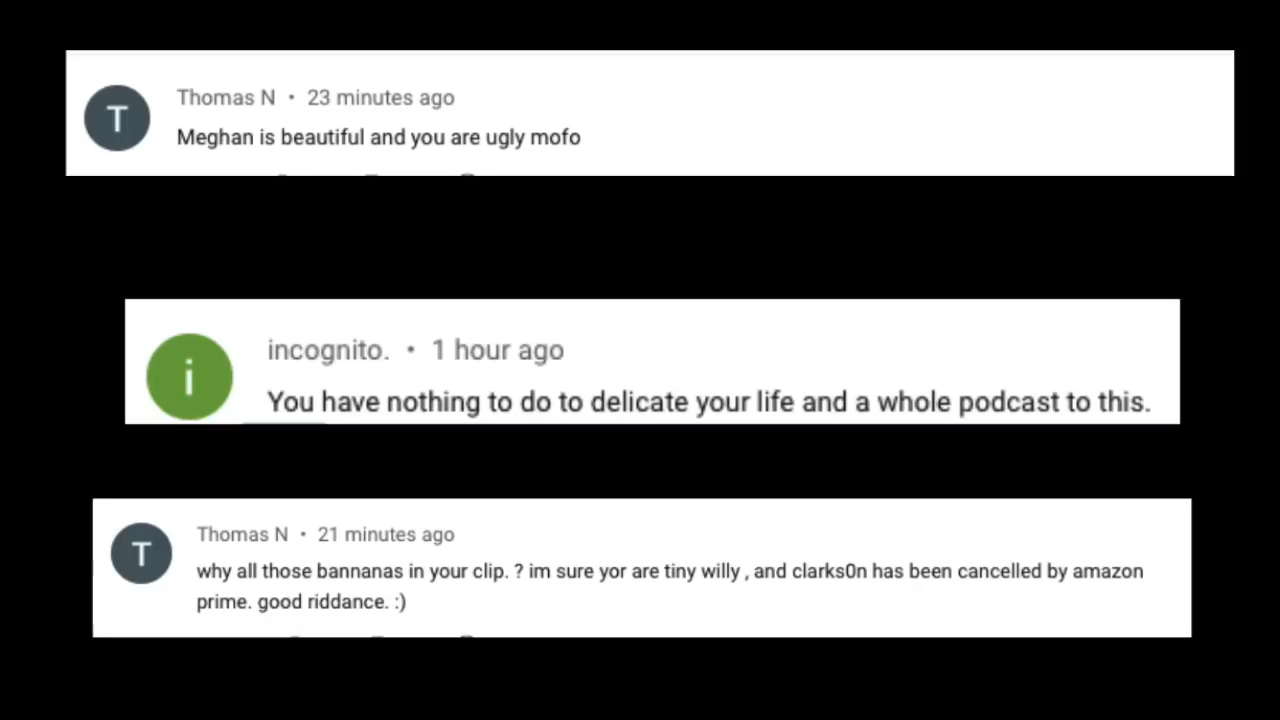 T
Thomas N • 23 minutes ago
Meghan is beautiful and you are ugly mofo
i
incognito. • 1 hour ago
You have nothing to do to delicate your life and a whole podcast to this.
T
Thomas N • 21 minutes ago
why all those bannanas in your clip. ? im sure yor are tiny willy , and clarks0n has been cancelled by amazon
prime. good riddance. :)